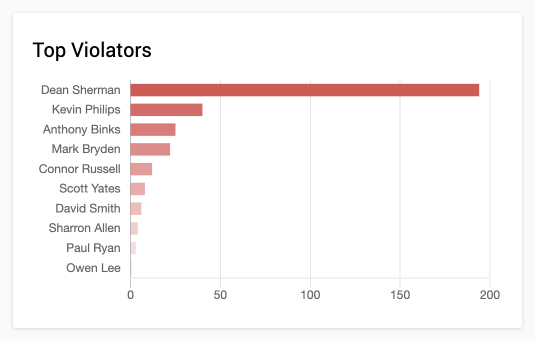 Top Violators
Dean Sherman
Kevin Philips
Anthony Binks
Mark Bryden
Connor Russell
Scott Yates
David Smith
Sharron Allen
Paul Ryan
Owen Lee
0 50 100 150 200